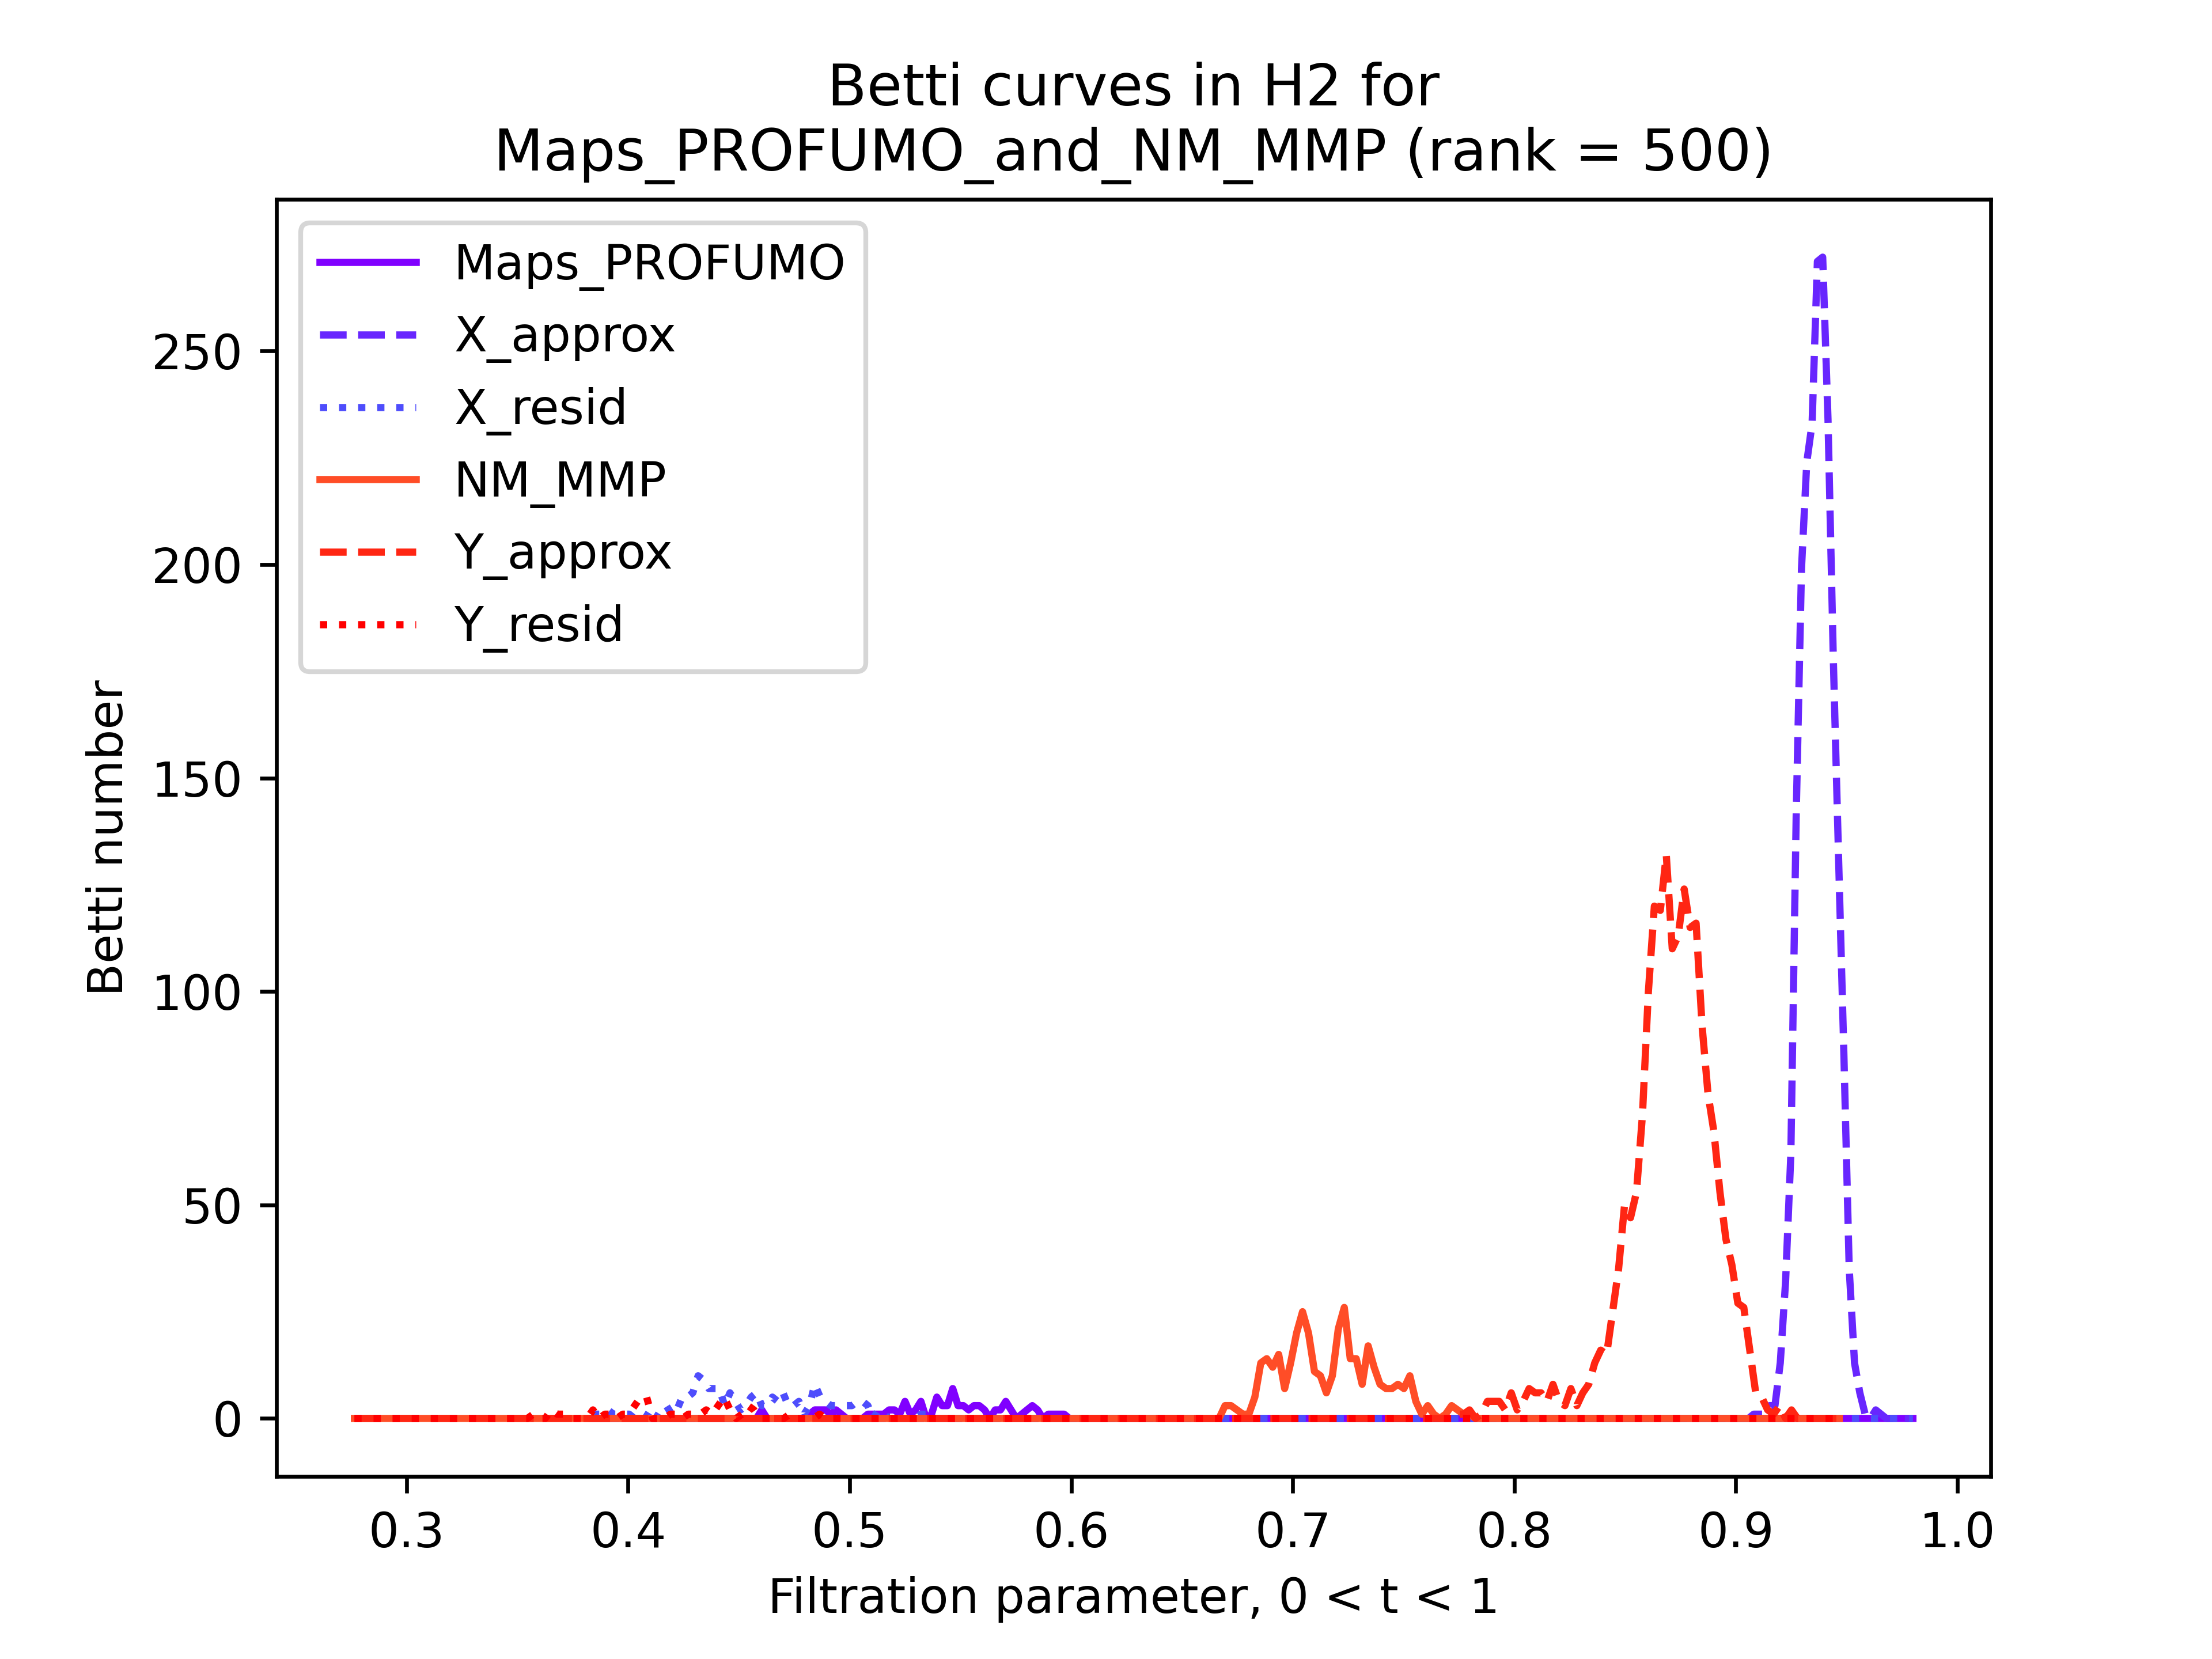 Betti curves in H2 for
Maps_PROFUMO_and_NM_MMP (rank = 500)
Maps_PROFUMO
X_approx
X_resid
NM_MMP
Y_approx
Y_resid
Betti number
250
200
150
100
50
0
0.3 0.4 0.5 0.6 0.7 0.8 0.9 1.0
Filtration parameter, 0 < t < 1